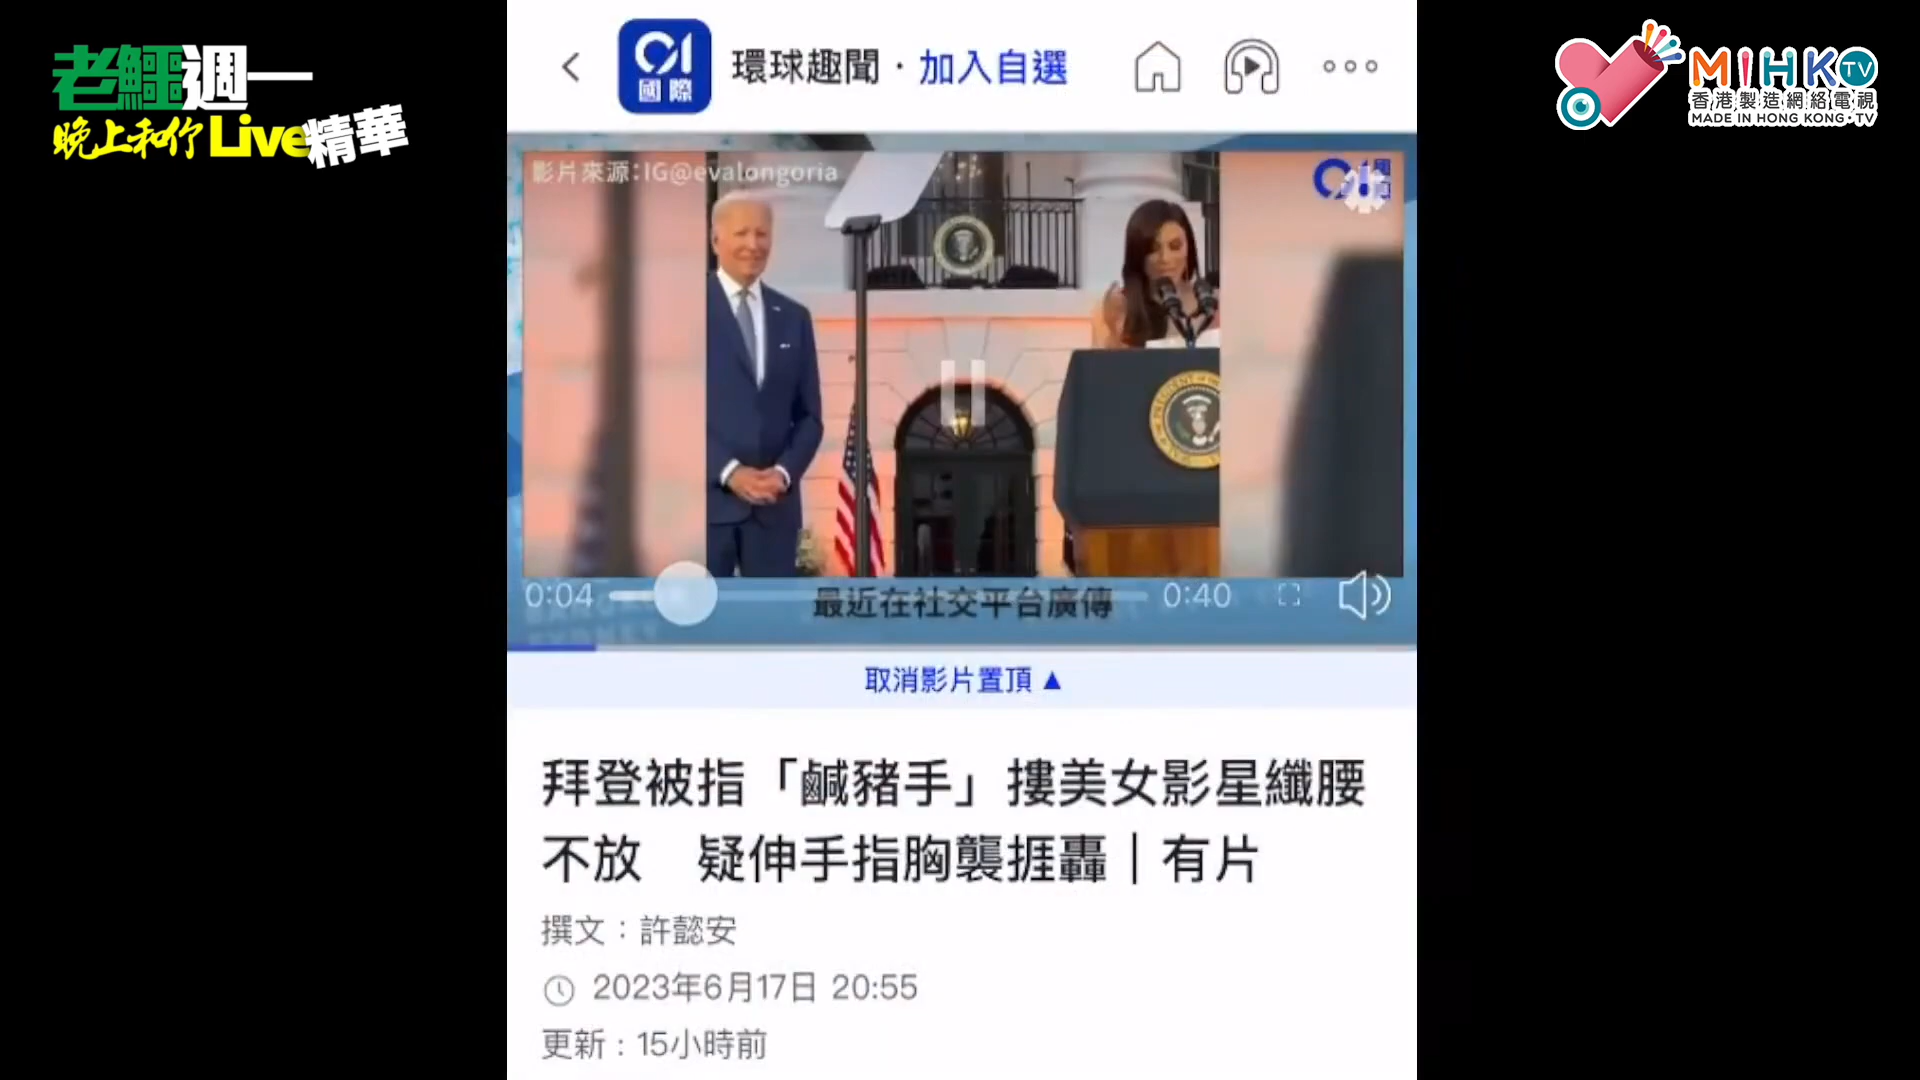 老鱷週一
晚上和你Live精華
01
國際
環球趣聞·加入自選
MIHK TV
香港製造網絡電視
MADE IN HONG KONG·TV
影片來源:IG@evalongoria
0:04
最近在社交平台廣傳
0:40
取消影片置頂 ▲
拜登被指「鹹豬手」摟美女影星纖腰
不放 疑伸手指胸襲捱轟｜有片
撰文：許懿安
2023年6月17日 20:55
更新：15小時前